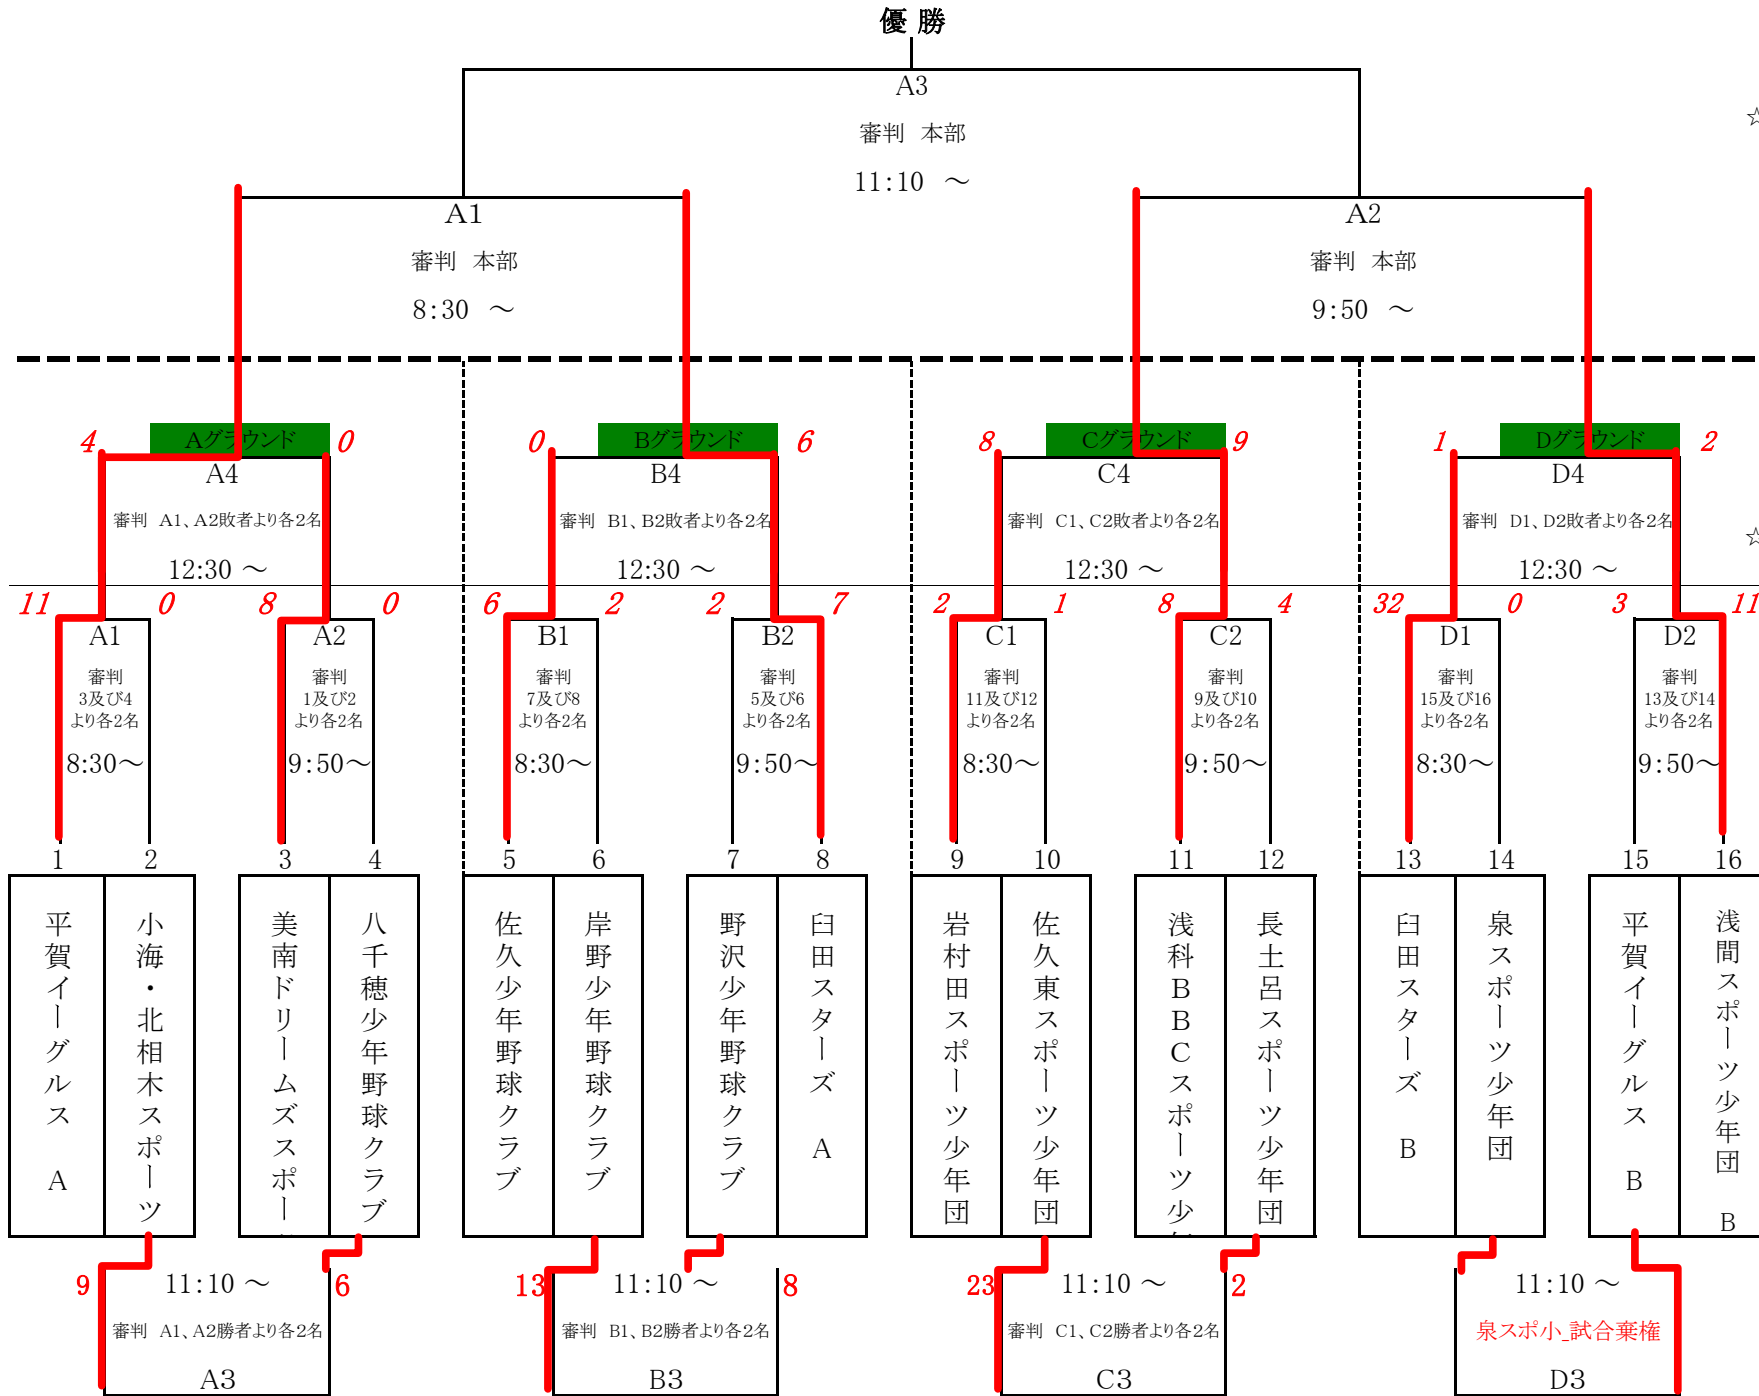 優 勝
A3
審判 本部
11:10 ～
☆
A1
審判 本部
8:30 ～
A2
審判 本部
9:50 ～
4
Aグラウンド
0
0
Bグラウンド
6
8
Cグラウンド
9
1
Dグラウンド
2
A4
審判 A1、A2敗者より各2名
12:30 ～
B4
審判 B1、B2敗者より各2名
12:30 ～
C4
審判 C1、C2敗者より各2名
12:30 ～
D4
審判 D1、D2敗者より各2名
12:30 ～
☆
11
0
8
0
6
2
2
7
2
1
8
4
32
0
3
11
A1
審判
3及び4
より各2名
8:30～
A2
審判
1及び2
より各2名
9:50～
B1
審判
7及び8
より各2名
8:30～
B2
審判
5及び6
より各2名
9:50～
C1
審判
11及び12
より各2名
8:30～
C2
審判
9及び10
より各2名
9:50～
D1
審判
15及び16
より各2名
8:30～
D2
審判
13及び14
より各2名
9:50～
1
2
3
4
5
6
7
8
9
10
11
12
13
14
15
16
平賀イーグルス A
小海・北相木スポーツ
美南ドリームズスポー
八千穂少年野球クラブ
佐久少年野球クラブ
岸野少年野球クラブ
野沢少年野球クラブ
臼田スターズ A
岩村田スポーツ少年団
佐久東スポーツ少年団
浅科BBCスポーツ少
長土呂スポーツ少年団
臼田スターズ B
泉スポーツ少年団
平賀イーグルス B
浅間スポーツ少年団 B
9
11:10 ～
6
審判 A1、A2勝者より各2名
A3
13
11:10 ～
8
審判 B1、B2勝者より各2名
B3
23
11:10 ～
2
審判 C1、C2勝者より各2名
C3
11:10 ～
泉スポ小_試合棄権
D3